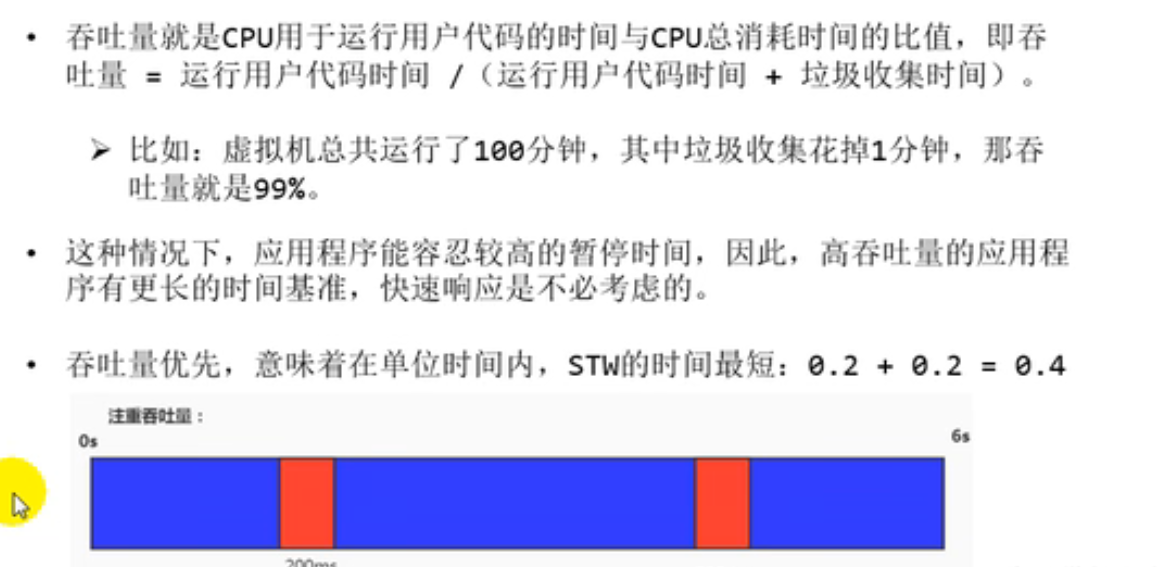 • 吞吐量就是CPU用于运行用户代码的时间与CPU总消耗时间的比值，即吞
吐量 = 运行用户代码时间 /（运行用户代码时间 + 垃圾收集时间）。
➢ 比如：虚拟机总共运行了100分钟，其中垃圾收集花掉1分钟，那吞
吐量就是99%。
• 这种情况下，应用程序能容忍较高的暂停时间，因此，高吞吐量的应用程
序有更长的时间基准，快速响应是不必考虑的。
• 吞吐量优先，意味着在单位时间内，STW的时间最短：0.2 + 0.2 = 0.4
注重吞吐量：
0s
6s
200ms